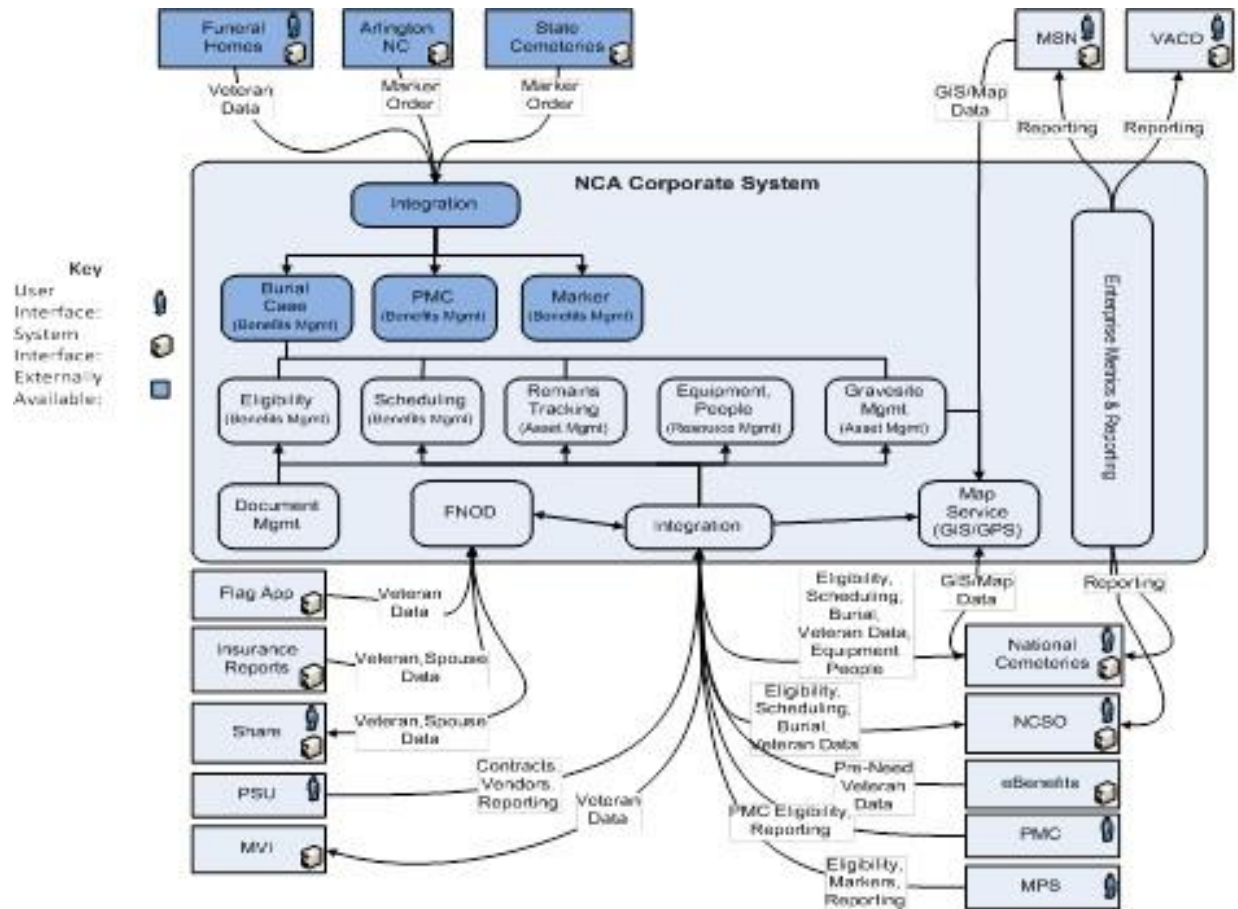 Funeral
Homes
Arlington
NC
State
Cemeteries
MSN
VACO
Veteran
Data
Marker
Order
Marker
Order
GIS/Map
Data
Reporting
Reporting
NCA Corporate System
Integration
Key
User
Interface:
System
Interface:
Externally
Available:
Burial
Case
(Benefits Mgmt)
PMC
(Benefits Mgmt)
Marker
(Benefits Mgmt)
Enterprise Metrics & Reporting
Eligibility
(Benefits Mgmt)
Scheduling
(Benefits Mgmt)
Remains
Tracking
(Asset Mgmt)
Equipment,
People
(Resource Mgmt)
Gravesite
Mgmt
(Asset Mgmt)
Document
Mgmt
FNOD
Integration
Map
Service
(GIS/GPS)
Flag App
Veteran
Data
Insurance
Reports
Veteran, Spouse
Data
Share
Veteran, Spouse
Data
PSU
Contracts,
Vendors,
Reporting
MVI
Veteran
Data
Eligibility,
Scheduling,
Burial,
Veteran Data,
Equipment
People
GIS/Map
Data
Reporting
National
Cemeteries
Eligibility,
Scheduling,
Burial,
Veteran Data
NCSO
Pre-Need
Veteran
Data
eBenefits
PMC Eligibility,
Reporting
PMC
Eligibility,
Markers,
Reporting
MPS